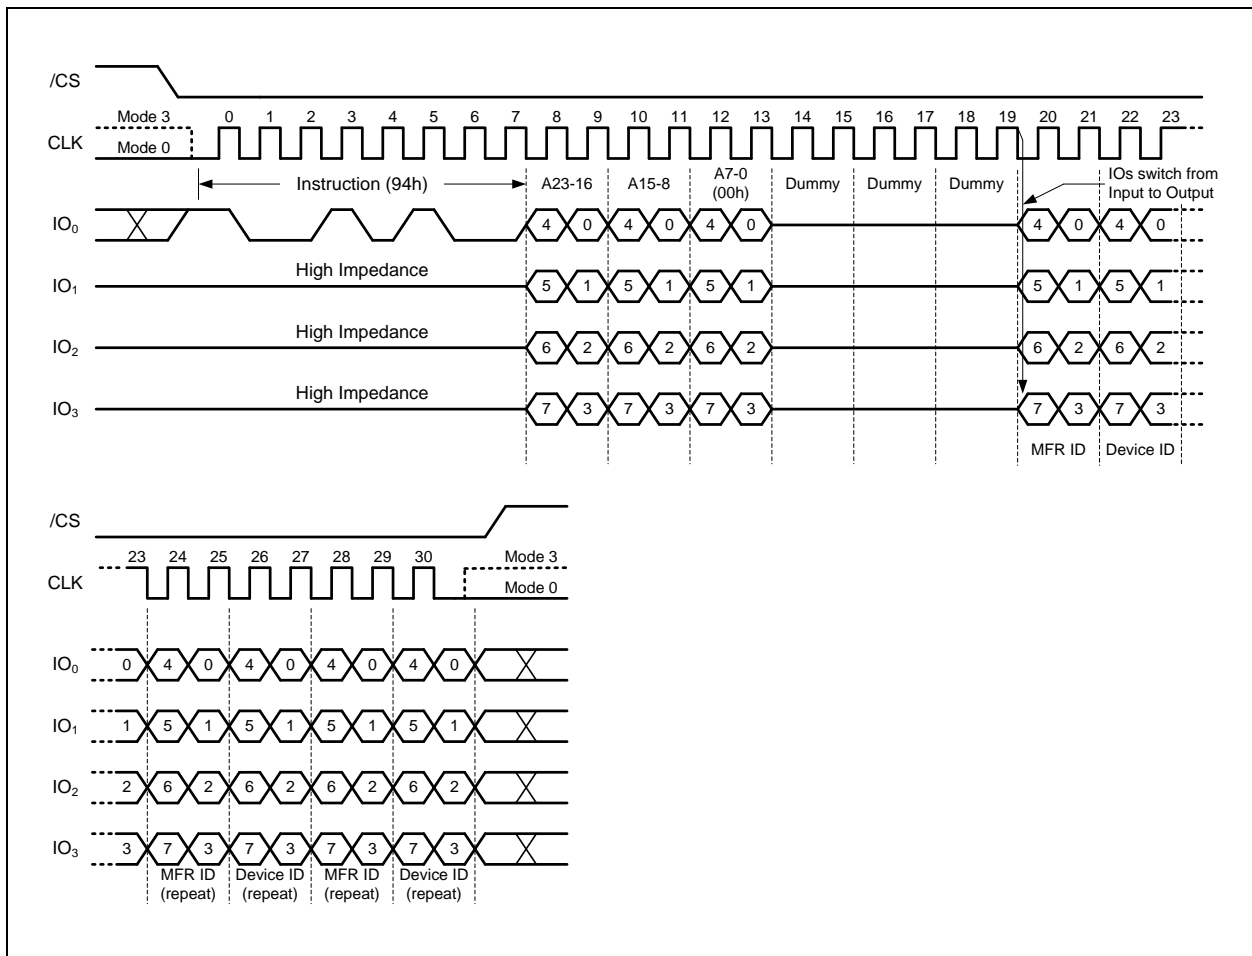 /CS
Mode 3 0 1 2 3 4 5 6 7 8 9 10 11 12 13 14 15 16 17 18 19 20 21 22 23
CLK
Mode 0
Instruction (94h) A23-16 A15-8 A7-0 (00h) Dummy Dummy Dummy
IOs switch from
Input to Output
IO₀ 4 0 4 0 4 0 4 0 4 0
High Impedance
IO₁ 5 1 5 1 5 1 5 1 5 1
High Impedance
IO₂ 6 2 6 2 6 2 6 2 6 2
High Impedance
IO₃ 7 3 7 3 7 3 7 3 7 3
MFR ID Device ID
/CS
23 24 25 26 27 28 29 30 Mode 3
CLK
Mode 0
IO₀ 0 4 0 4 0 4 0 4 0
IO₁ 1 5 1 5 1 5 1 5 1
IO₂ 2 6 2 6 2 6 2 6 2
IO₃ 3 7 3 7 3 7 3 7 3
MFR ID Device ID MFR ID Device ID
(repeat) (repeat) (repeat) (repeat)